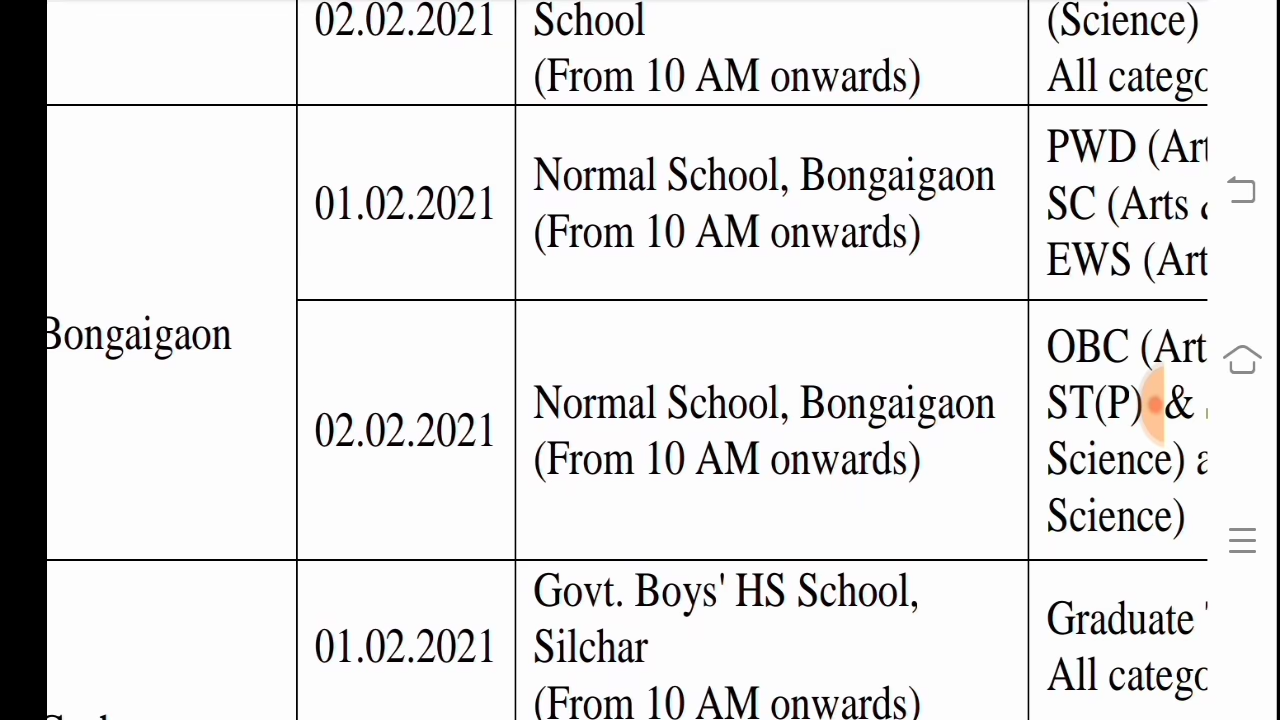 02.02.2021
School
(From 10 AM onwards)
(Science)
All catego
Bongaigaon
01.02.2021
Normal School, Bongaigaon
(From 10 AM onwards)
PWD (Art
SC (Arts
EWS (Art
02.02.2021
Normal School, Bongaigaon
(From 10 AM onwards)
OBC (Art
ST(P) &
Science) a
Science)
01.02.2021
Govt. Boys' HS School,
Silchar
(From 10 AM onwards)
Graduate
All catego